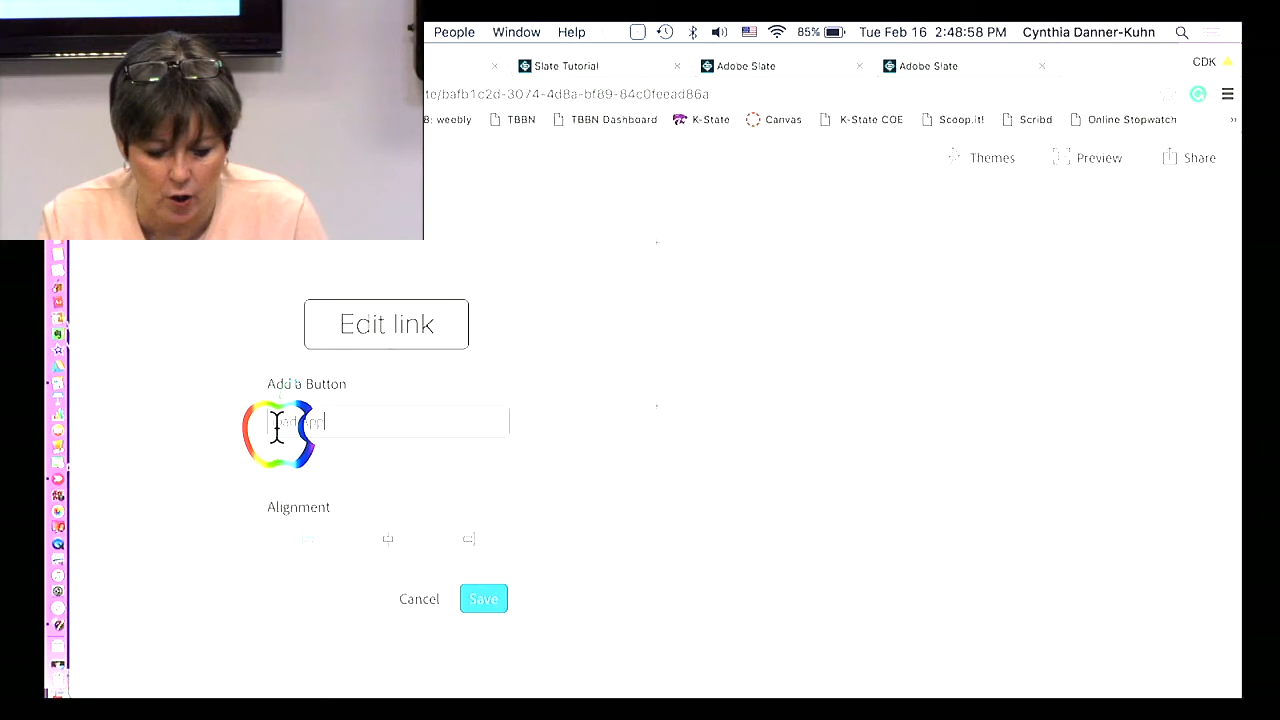 People Window Help 85% Tue Feb 16 2:48:58 PM Cynthia Danner-Kuhn
Slate Tutorial Adobe Slate Adobe Slate CDK
te/bafb1c2d-3074-4d8a-bf89-84c0feead86a
8: weebly TBBN TBBN Dashboard K-State Canvas K-State COE Scoop.it! Scribd Online Stopwatch »
Themes Preview Share
Edit link
Add a Button
Alignment
Cancel Save